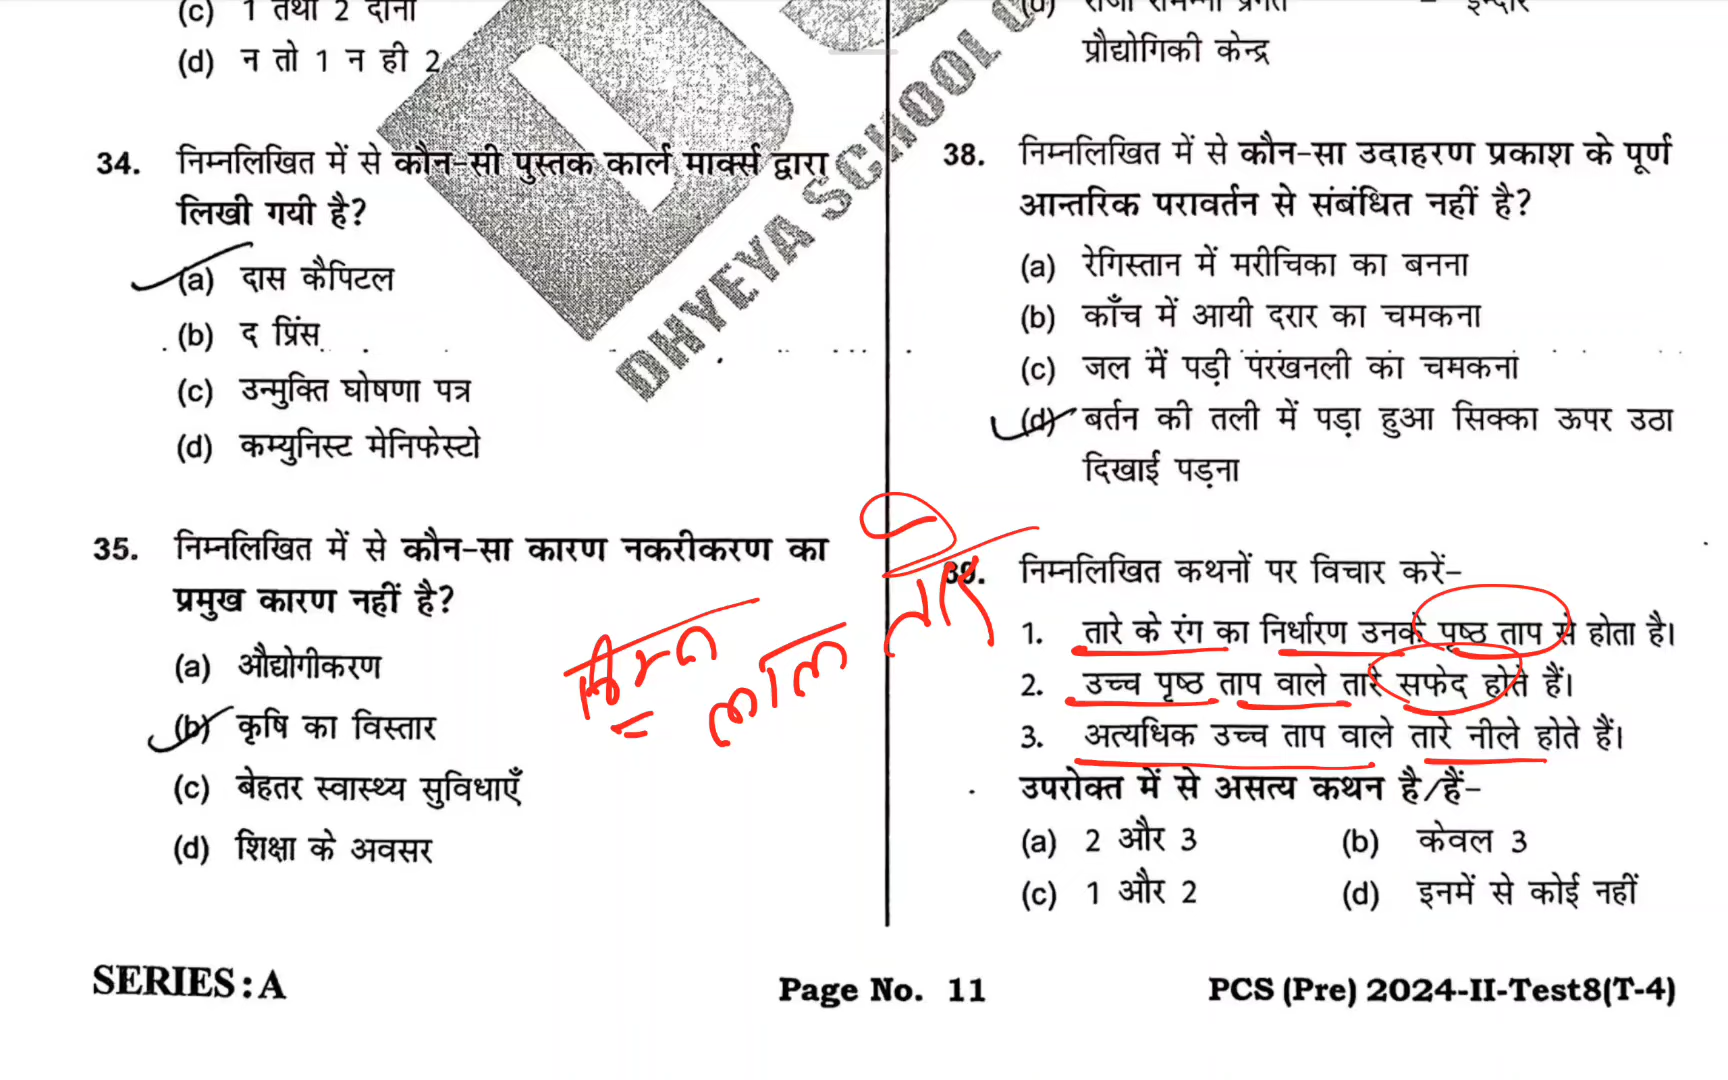 (c) 1 तथा 2 दोनों
(d) न तो 1 न ही 2
34. निम्नलिखित में से कौन-सी पुस्तक कार्ल मार्क्स द्वारा
लिखी गयी है?
(a) दास कैपिटल
(b) द प्रिंस
(c) उन्मुक्ति घोषणा पत्र
(d) कम्युनिस्ट मेनिफेस्टो
35. निम्नलिखित में से कौन-सा कारण नकरीकरण का
प्रमुख कारण नहीं है?
(a) औद्योगीकरण
(b) कृषि का विस्तार
(c) बेहतर स्वास्थ्य सुविधाएँ
(d) शिक्षा के अवसर
DHYEYA SCHOOL
लाल तारे
प्रौद्योगिकी केन्द्र
38. निम्नलिखित में से कौन-सा उदाहरण प्रकाश के पूर्ण
आन्तरिक परावर्तन से संबंधित नहीं है?
(a) रेगिस्तान में मरीचिका का बनना
(b) काँच में आयी दरार का चमकना
(c) जल में पड़ी परखनली का चमकना
(d) बर्तन की तली में पड़ा हुआ सिक्का ऊपर उठा
दिखाई पड़ना
39. निम्नलिखित कथनों पर विचार करें–
1. तारे के रंग का निर्धारण उनके पृष्ठ ताप से होता है।
2. उच्च पृष्ठ ताप वाले तारे सफेद होते हैं।
3. अत्यधिक उच्च ताप वाले तारे नीले होते हैं।
उपरोक्त में से असत्य कथन है/हैं–
(a) 2 और 3 (b) केवल 3
(c) 1 और 2 (d) इनमें से कोई नहीं
SERIES : A Page No. 11 PCS (Pre) 2024-II-Test8(T-4)